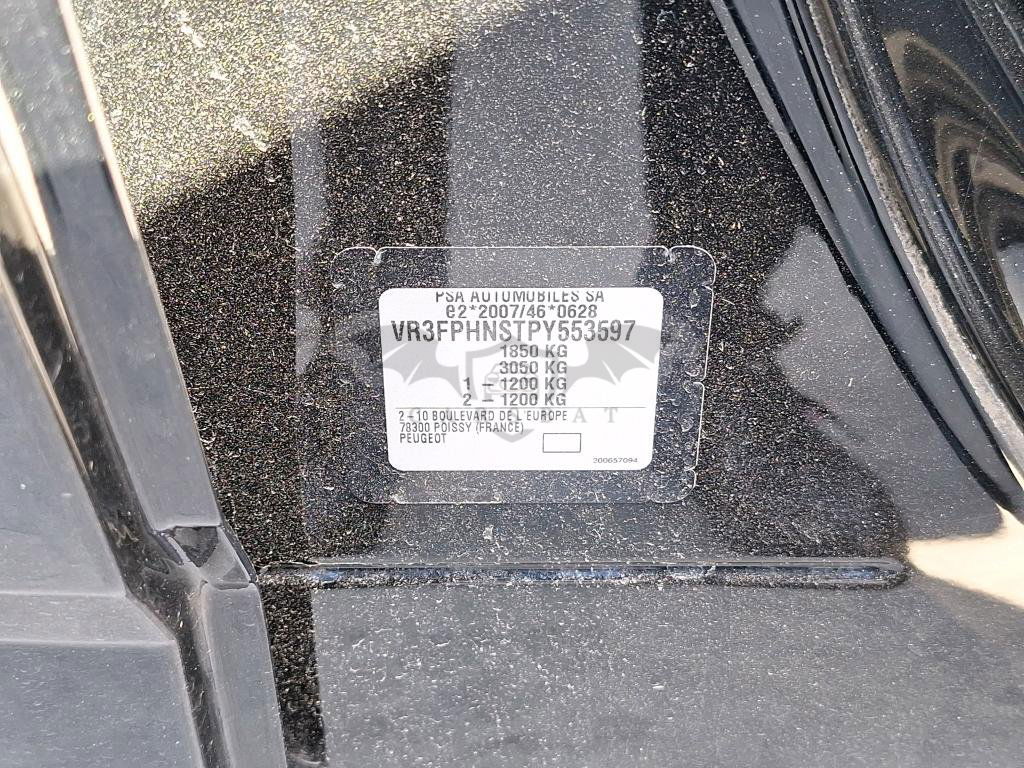 PSA AUTOMOBILES SA
e2*2007/46*0628
VR3FPHNSTPY553697
1850 KG
3050 KG
1 – 1200 KG
2 – 1200 KG
2 – 10 BOULEVARD DE L'EUROPE
78300 POISSY (FRANCE)
PEUGEOT
200657094